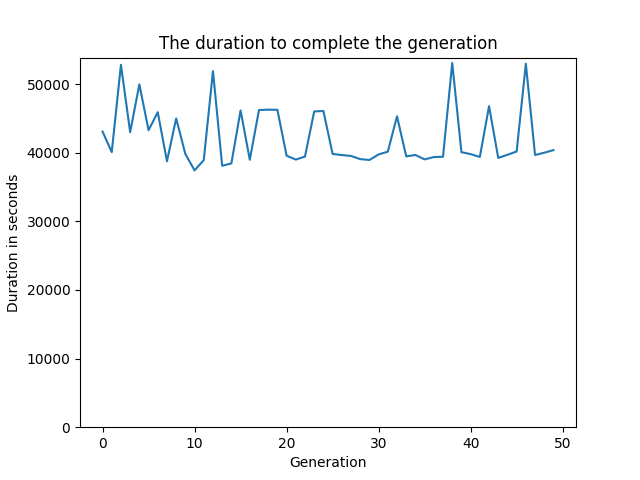 The duration to complete the generation
50000
40000
30000
20000
10000
0
Duration in seconds
0 10 20 30 40 50
Generation